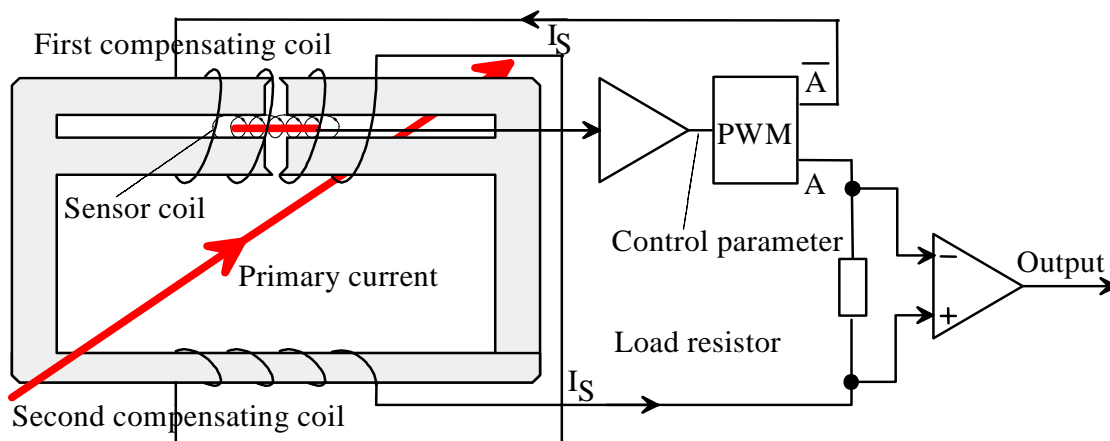 First compensating coil
I_S
A̅
PWM
A
Sensor coil
Control parameter
Primary current
Output
−
+
Load resistor
I_S
Second compensating coil